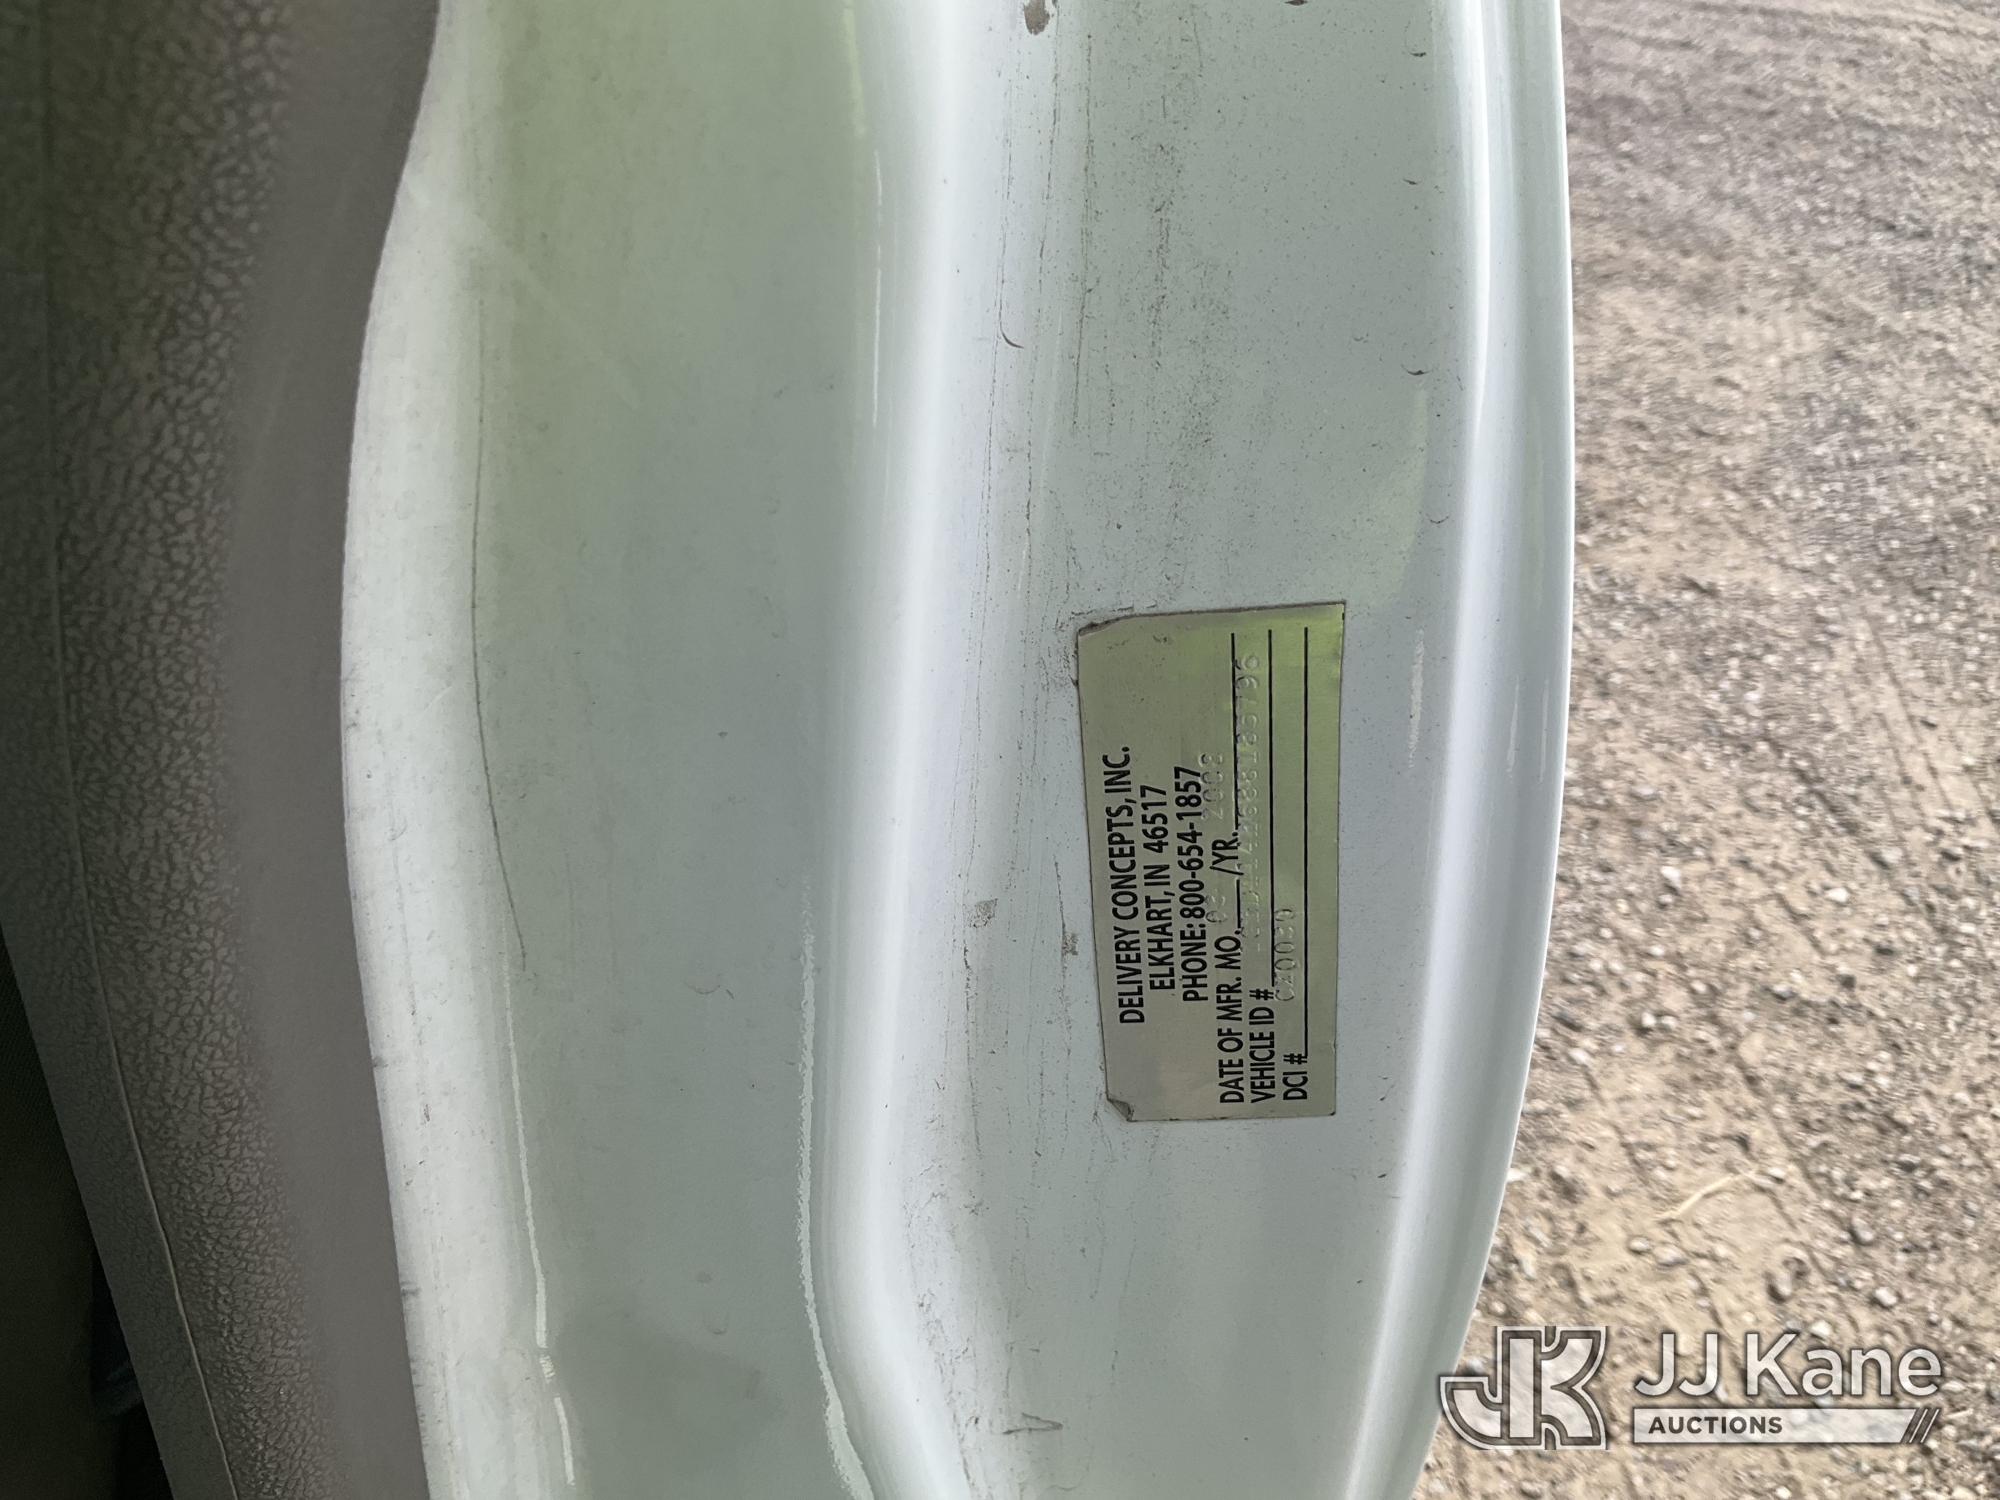 DELIVERY CONCEPTS, INC.
ELKHART, IN 46517
PHONE: 800-654-1857
DATE OF MFR. MO. /YR. 2008
VEHICLE ID #
DCI #
JJ Kane
AUCTIONS